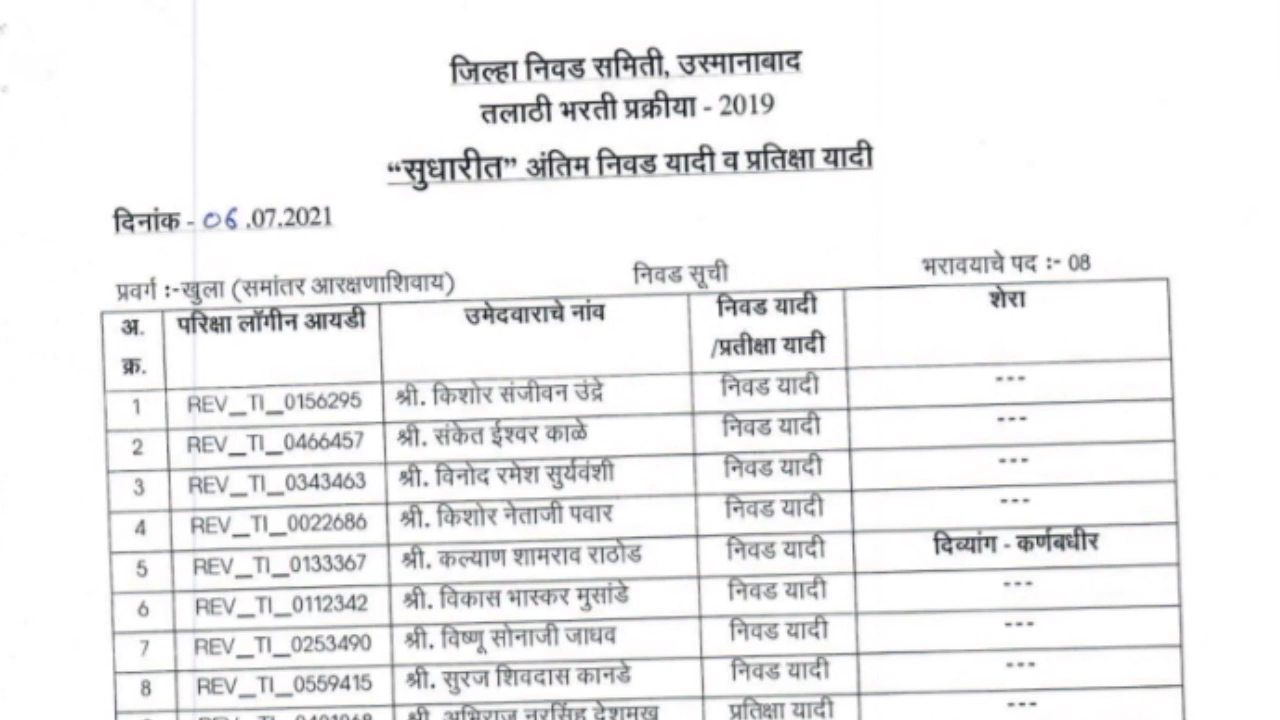 जिल्हा निवड समिती, उस्मानाबाद
तलाठी भरती प्रक्रीया - 2019
“सुधारीत” अंतिम निवड यादी व प्रतिक्षा यादी
दिनांक - 06.07.2021
प्रवर्ग :-खुला (समांतर आरक्षणाशिवाय) निवड सूची भरावयाचे पद :- 08
अ. क्र. परिक्षा लॉगीन आयडी उमेदवाराचे नांव निवड यादी /प्रतीक्षा यादी शेरा
1 REV_TI_0156295 श्री. किशोर संजीवन उंद्रे निवड यादी ---
2 REV_TI_0466457 श्री. संकेत ईश्वर काळे निवड यादी ---
3 REV_TI_0343463 श्री. विनोद रमेश सुर्यवंशी निवड यादी ---
4 REV_TI_0022686 श्री. किशोर नेताजी पवार निवड यादी ---
5 REV_TI_0133367 श्री. कल्याण शामराव राठोड निवड यादी दिव्यांग - कर्णबधीर
6 REV_TI_0112342 श्री. विकास भास्कर मुसांडे निवड यादी ---
7 REV_TI_0253490 श्री. विष्णू सोनाजी जाधव निवड यादी ---
8 REV_TI_0559415 श्री. सुरज शिवदास कानडे निवड यादी ---
श्री. अभिराज नरसिंह देशमुख प्रतिक्षा यादी ---